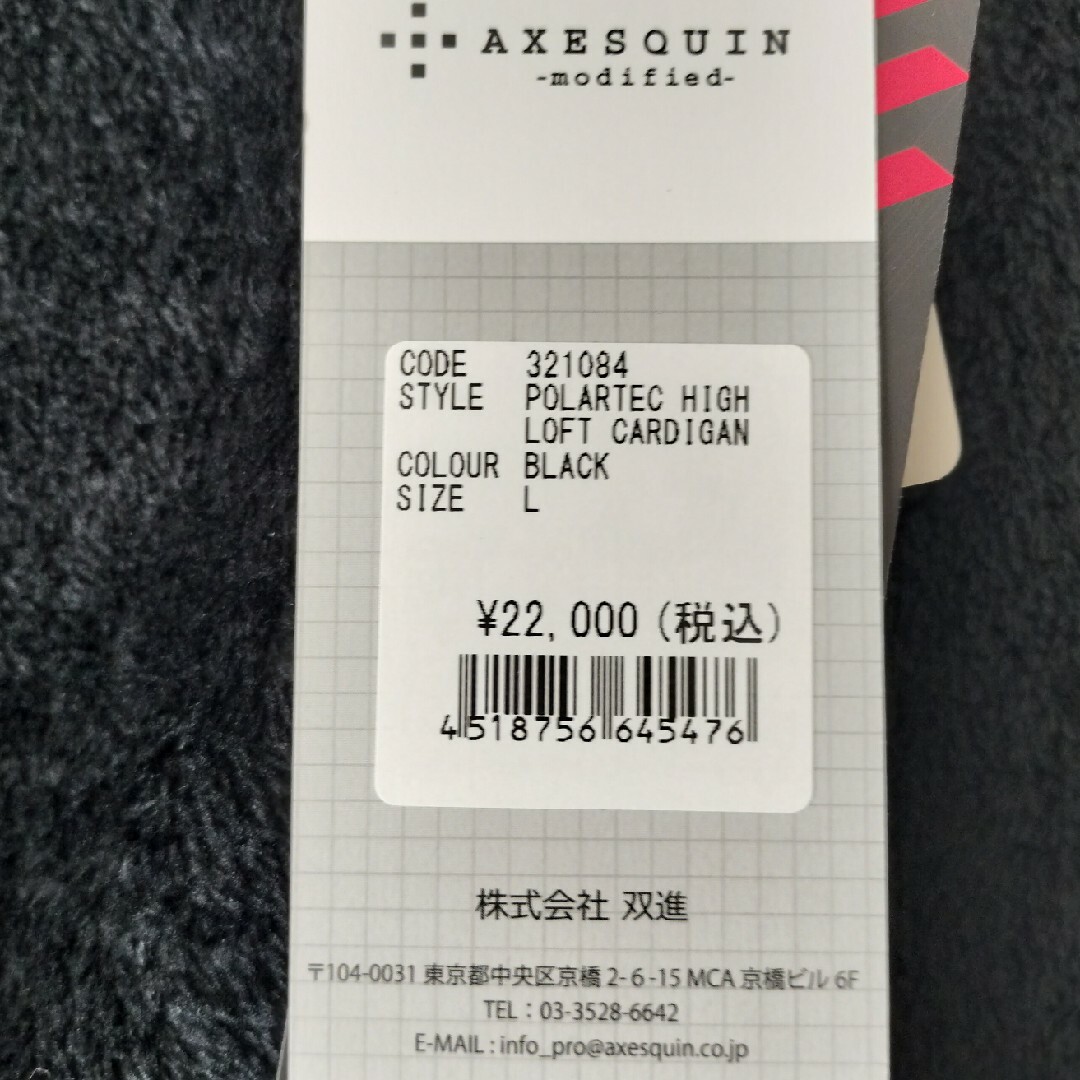 AXESQUIN
-modified-
CODE 321084
STYLE POLARTEC HIGH
LOFT CARDIGAN
COLOUR BLACK
SIZE L
¥22,000(税込)
4518756645476
株式会社 双進
〒104-0031 東京都中央区京橋 2-6-15 MCA 京橋ビル 6F
TEL：03-3528-6642
E-MAIL : info_pro@axesquin.co.jp